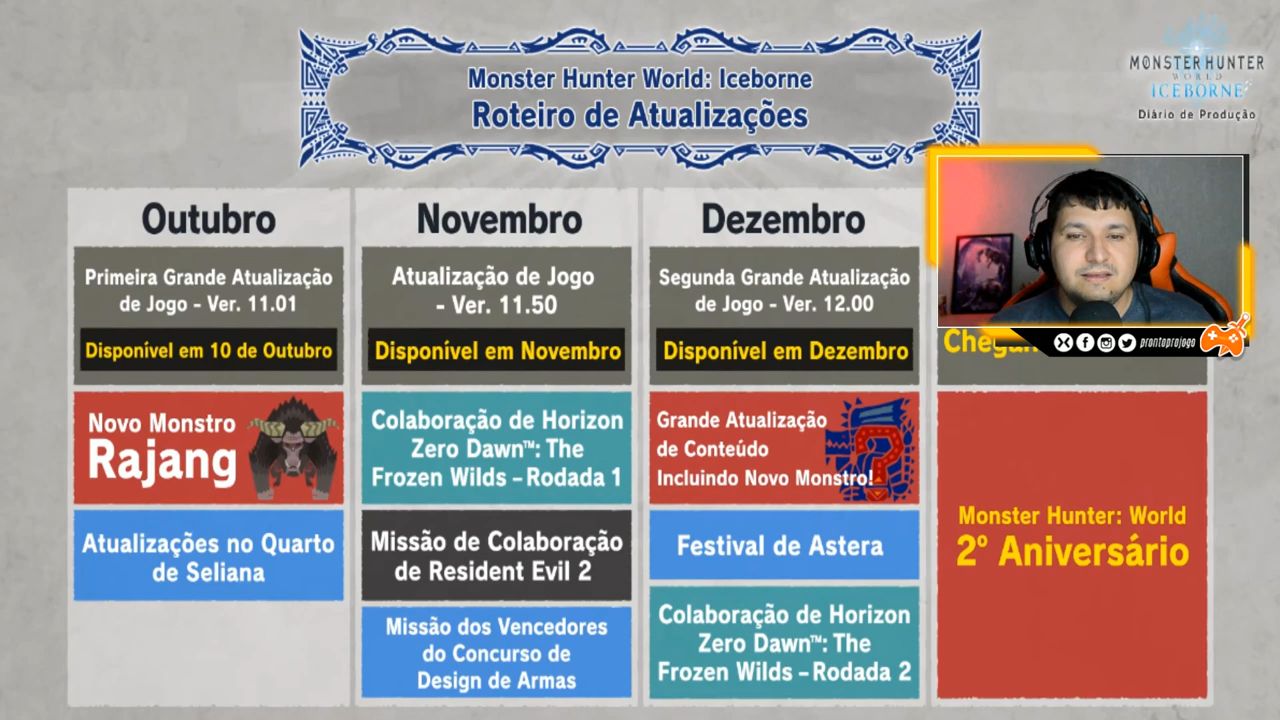 Monster Hunter World: Iceborne
Roteiro de Atualizações
MONSTER HUNTER
WORLD
ICEBORNE
Diário de Produção
Outubro
Primeira Grande Atualização
de Jogo – Ver. 11.01
Disponível em 10 de Outubro
Novo Monstro
Rajang
Atualizações no Quarto
de Seliana
Novembro
Atualização de Jogo
– Ver. 11.50
Disponível em Novembro
Colaboração de Horizon
Zero Dawn™: The
Frozen Wilds – Rodada 1
Missão de Colaboração
de Resident Evil 2
Missão dos Vencedores
do Concurso de
Design de Armas
Dezembro
Segunda Grande Atualização
de Jogo – Ver. 12.00
Disponível em Dezembro
Grande Atualização
de Conteúdo
Incluindo Novo Monstro!
?
Festival de Astera
Colaboração de Horizon
Zero Dawn™: The
Frozen Wilds – Rodada 2
prontoprojogo
Monster Hunter: World
2º Aniversário